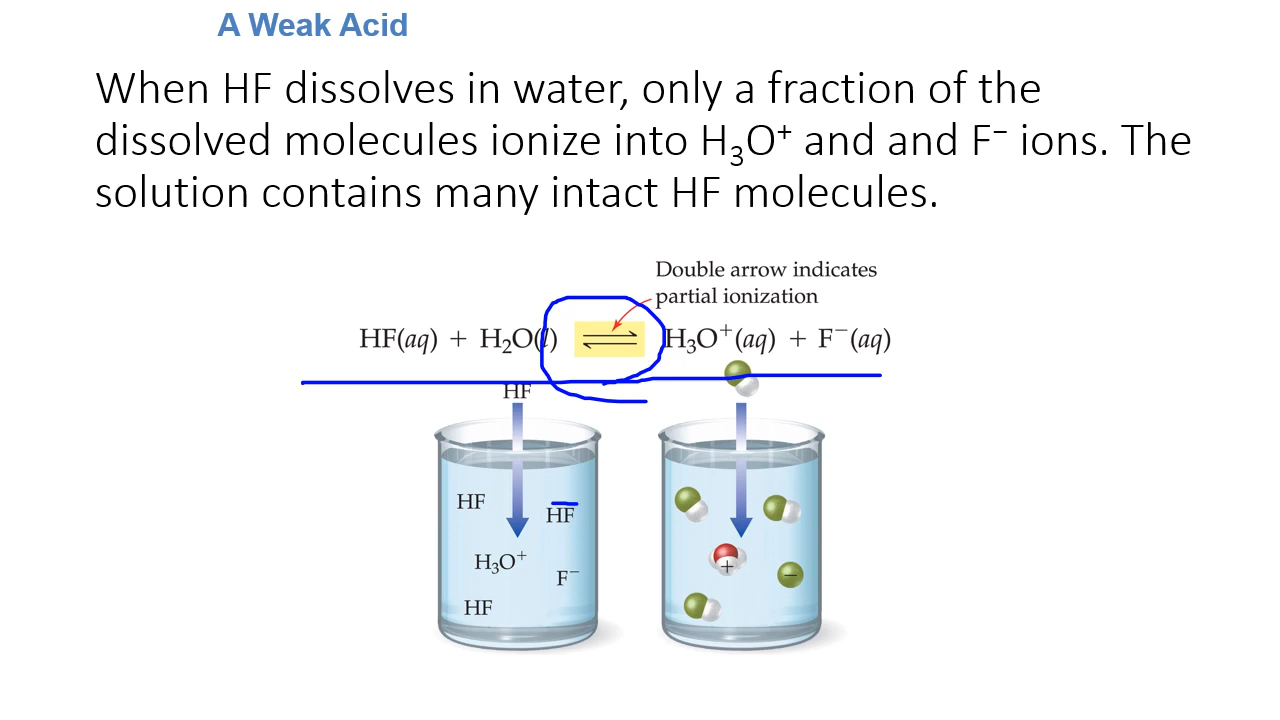 A Weak Acid
When HF dissolves in water, only a fraction of the
dissolved molecules ionize into H₃O⁺ and and F⁻ ions. The
solution contains many intact HF molecules.
Double arrow indicates
partial ionization
HF(aq) + H₂O(l) ⇌ H₃O⁺(aq) + F⁻(aq)
HF
HF
HF
H₃O⁺
F⁻
HF
+
−